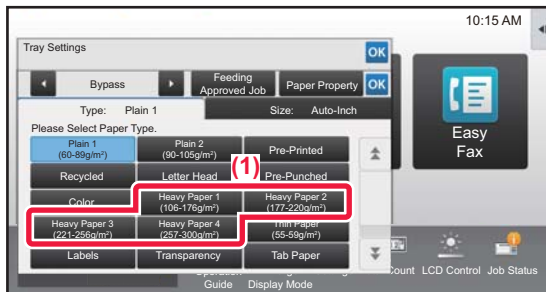 10:15 AM
Tray Settings
OK
Bypass
Feeding
Approved Job
Paper Property
OK
Type: Plain 1
Size: Auto-Inch
Please Select Paper Type.
Plain 1
(60-89g/m²)
Plain 2
(90-105g/m²)
Pre-Printed
Recycled
Letter Head
Pre-Punched
(1)
Color
Heavy Paper 1
(106-176g/m²)
Heavy Paper 2
(177-220g/m²)
Heavy Paper 3
(221-256g/m²)
Heavy Paper 4
(257-300g/m²)
Thin Paper
(55-59g/m²)
Labels
Transparency
Tab Paper
Easy
Fax
Guide
Display Mode
Count
LCD Control
Job Status